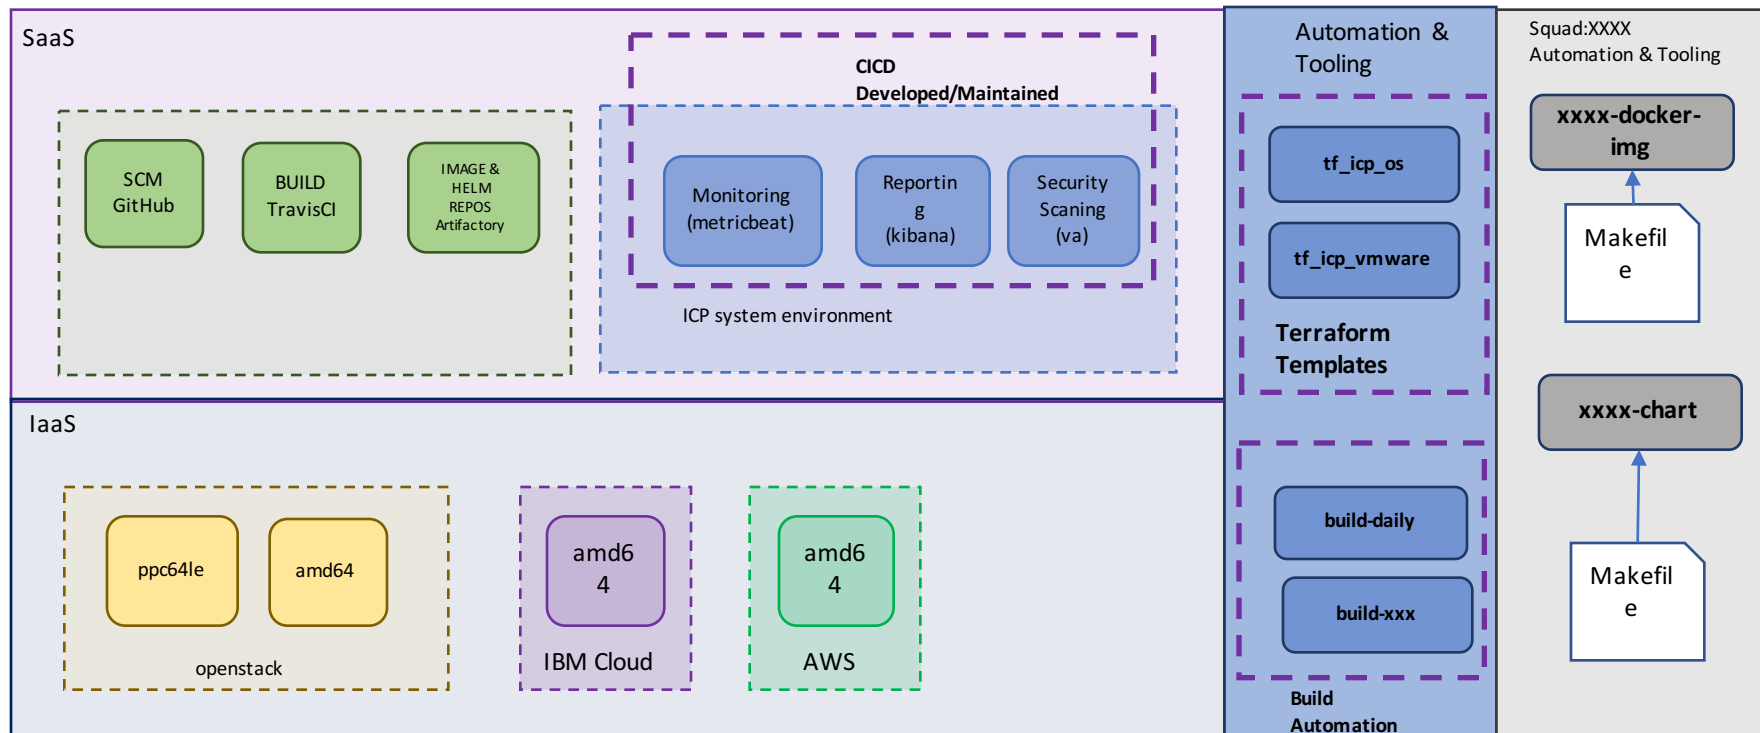 SaaS
CICD
Developed/Maintained
SCM
GitHub
BUILD
TravisCI
IMAGE &
HELM
REPOS
Artifactory
Monitoring
(metricbeat)
Reportin
g
(kibana)
Security
Scaning
(va)
ICP system environment
IaaS
ppc64le
amd64
openstack
amd6
4
IBM Cloud
amd6
4
AWS
Automation &
Tooling
tf_icp_os
tf_icp_vmware
Terraform
Templates
build-daily
build-xxx
Build
Automation
Squad:XXXX
Automation & Tooling
xxxx-docker-
img
Makefil
e
xxxx-chart
Makefil
e